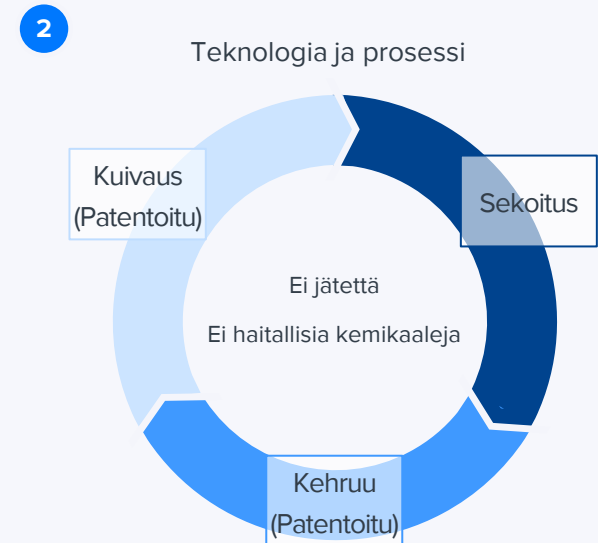 2
Teknologia ja prosessi
Kuivaus
(Patentoitu)
Sekoitus
Ei jätettä
Ei haitallisia kemikaaleja
Kehruu
(Patentoitu)